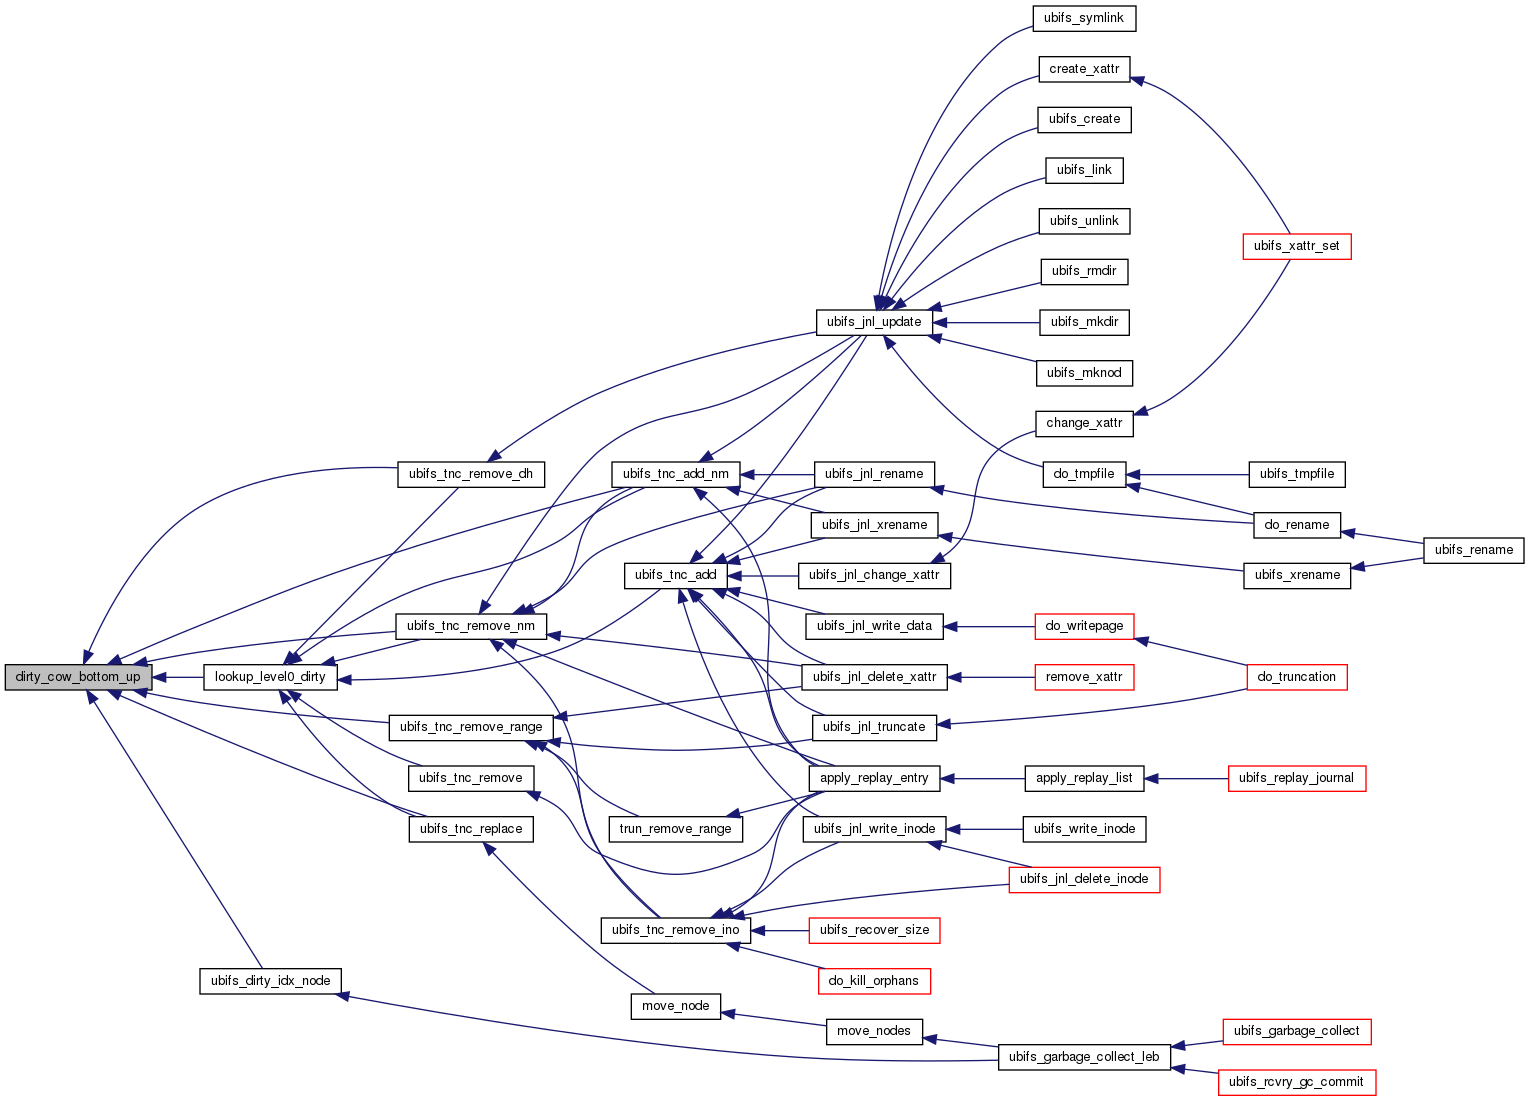 ubifs_symlink
create_xattr
ubifs_create
ubifs_link
ubifs_unlink
ubifs_xattr_set
ubifs_rmdir
ubifs_jnl_update
ubifs_mkdir
ubifs_mknod
change_xattr
ubifs_tnc_remove_dh
ubifs_tnc_add_nm
ubifs_jnl_rename
do_tmpfile
ubifs_tmpfile
ubifs_jnl_xrename
do_rename
ubifs_rename
ubifs_tnc_add
ubifs_jnl_change_xattr
ubifs_xrename
ubifs_tnc_remove_nm
ubifs_jnl_write_data
do_writepage
dirty_cow_bottom_up
lookup_level0_dirty
ubifs_jnl_delete_xattr
remove_xattr
do_truncation
ubifs_tnc_remove_range
ubifs_jnl_truncate
ubifs_tnc_remove
apply_replay_entry
apply_replay_list
ubifs_replay_journal
ubifs_tnc_replace
trun_remove_range
ubifs_jnl_write_inode
ubifs_write_inode
ubifs_jnl_delete_inode
ubifs_tnc_remove_ino
ubifs_recover_size
ubifs_dirty_idx_node
do_kill_orphans
move_node
move_nodes
ubifs_garbage_collect
ubifs_garbage_collect_leb
ubifs_rcvry_gc_commit